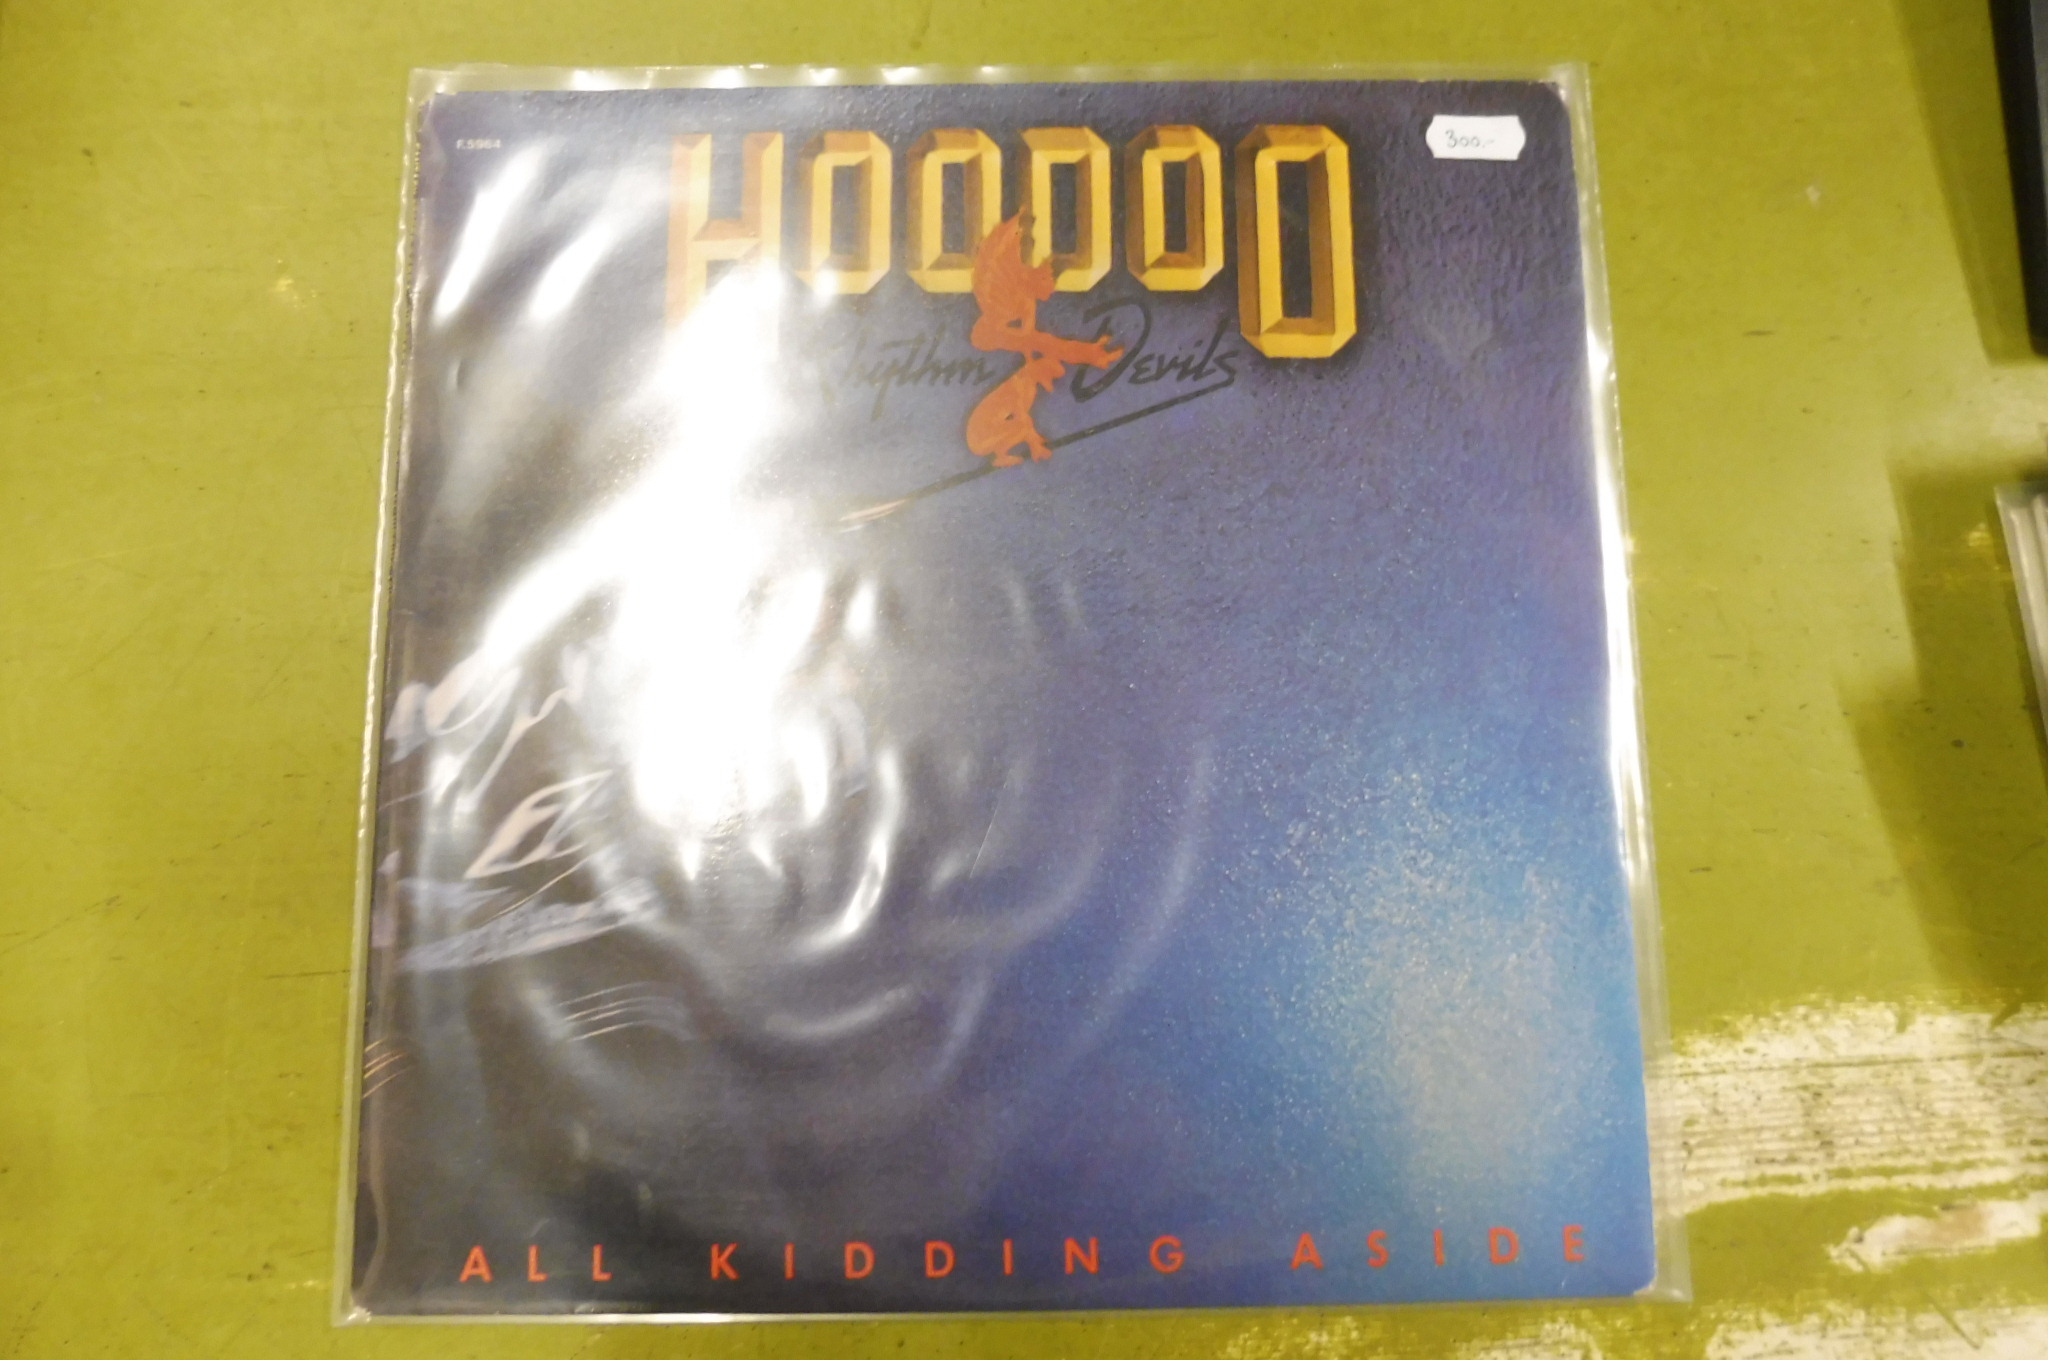 F.5964
300.-
HOODOO
Rhythm Devils
ALL KIDDING ASIDE